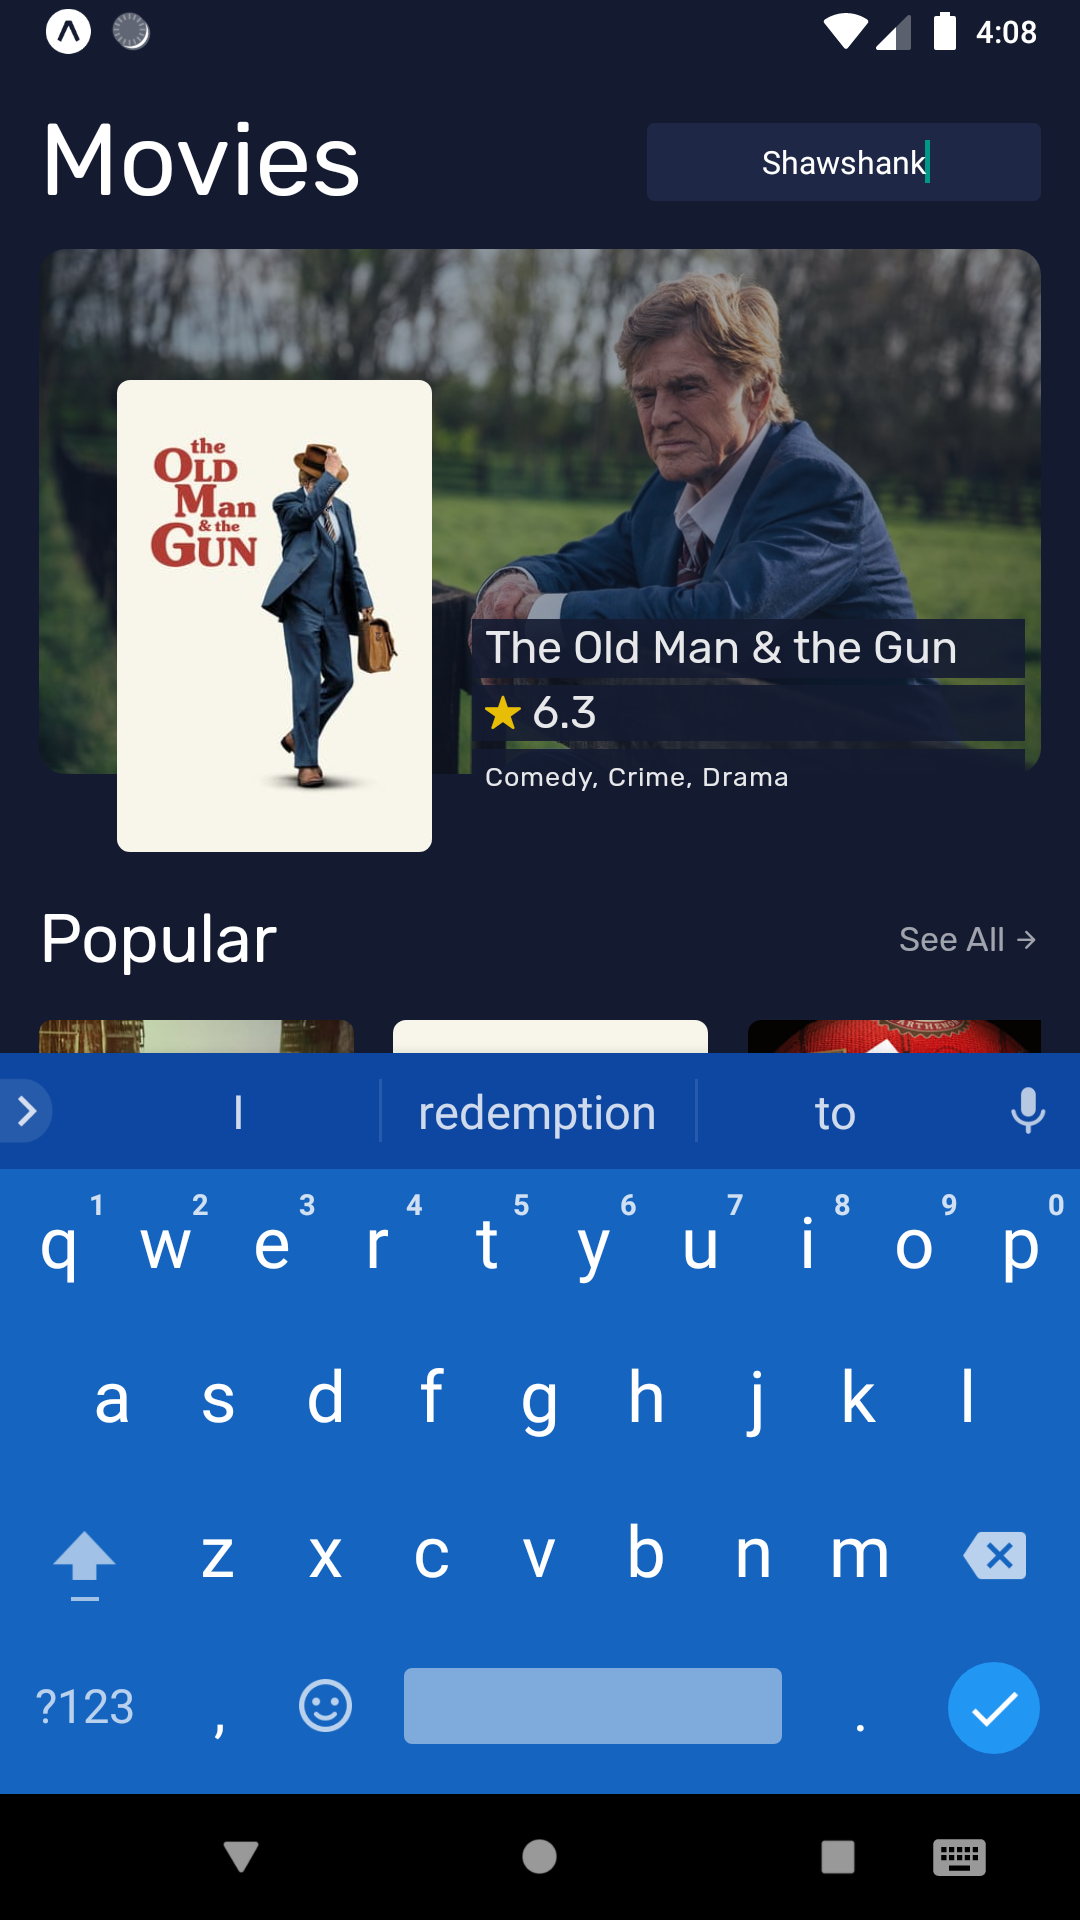 4:08
Movies
Shawshank
the
OLD
Man
& the
GUN
The Old Man & the Gun
6.3
Comedy, Crime, Drama
Popular
See All →
I redemption to
1 2 3 4 5 6 7 8 9 0
q w e r t y u i o p
a s d f g h j k l
z x c v b n m
?123 , .